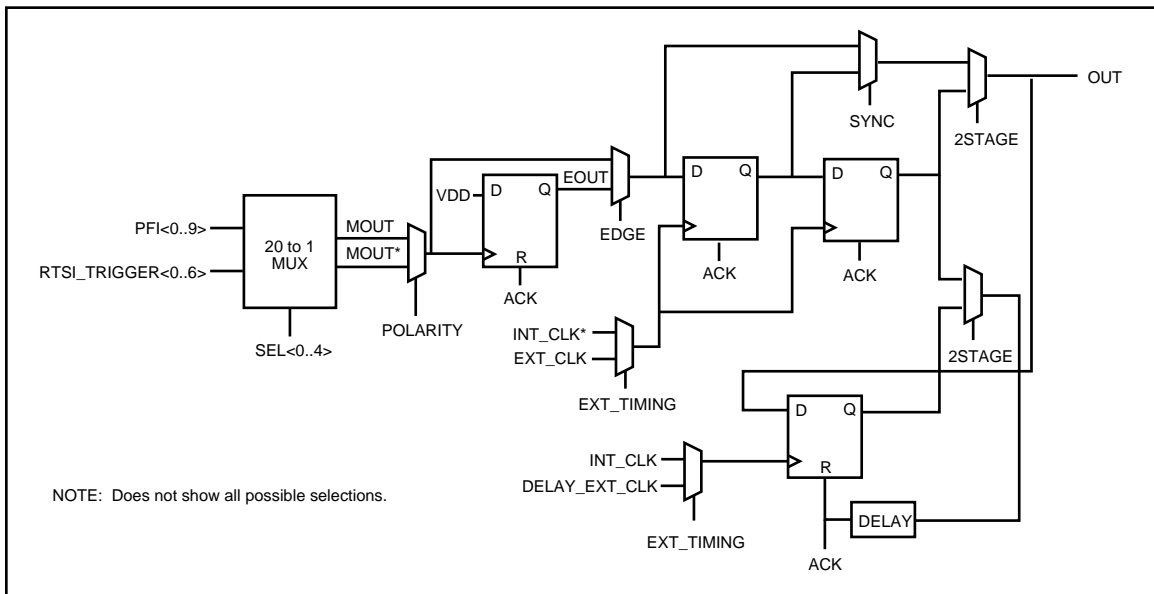 OUT
SYNC
2STAGE
D Q
D Q
EOUT
D Q
VDD
PFI<0..9>
MOUT
EDGE
20 to 1
MUX
MOUT*
R
ACK
ACK
RTSI_TRIGGER<0..6>
ACK
POLARITY
INT_CLK*
SEL<0..4>
EXT_CLK
2STAGE
EXT_TIMING
D Q
INT_CLK
R
DELAY_EXT_CLK
NOTE: Does not show all possible selections.
DELAY
EXT_TIMING
ACK